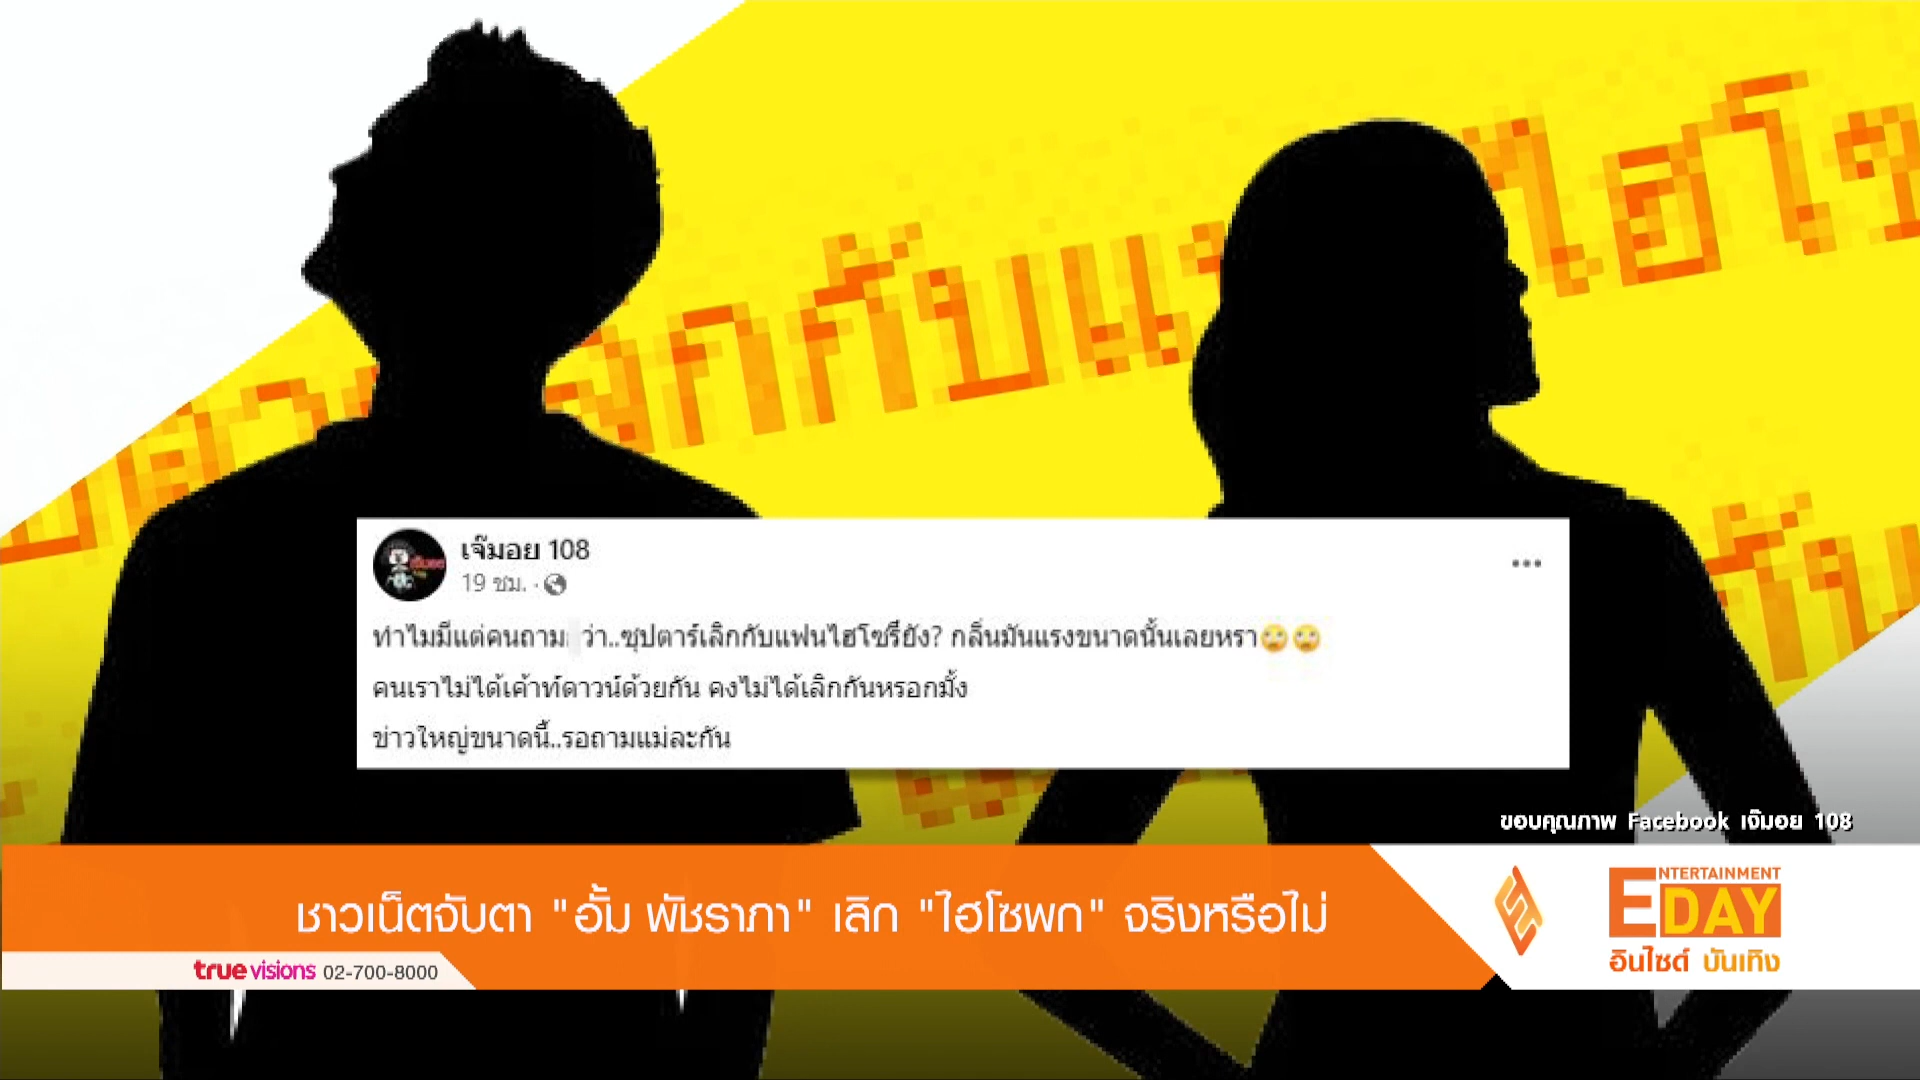 กกับแ
ไฮโซ
เจ๊มอย 108
19 ชม. ·
ทำไมมีแต่คนถาม ว่า..ซุปตาร์เลิกกับแฟนไฮโซรึยัง? กลิ่นมันแรงขนาดนั้นเลยหรา🙄🙄
คนเราไม่ได้เค้าท์ดาวน์ด้วยกัน คงไม่ได้เลิกกันหรอกมั้ง
ข่าวใหญ่ขนาดนี้..รอถามแม่ละกัน
ขอบคุณภาพ Facebook เจ๊มอย 108
ชาวเน็ตจับตา "อั้ม พัชราภา" เลิก "ไฮโซพก" จริงหรือไม่
truevisions 02-700-8000
ENTERTAINMENT
DAY
อินไซด์ บันเทิง